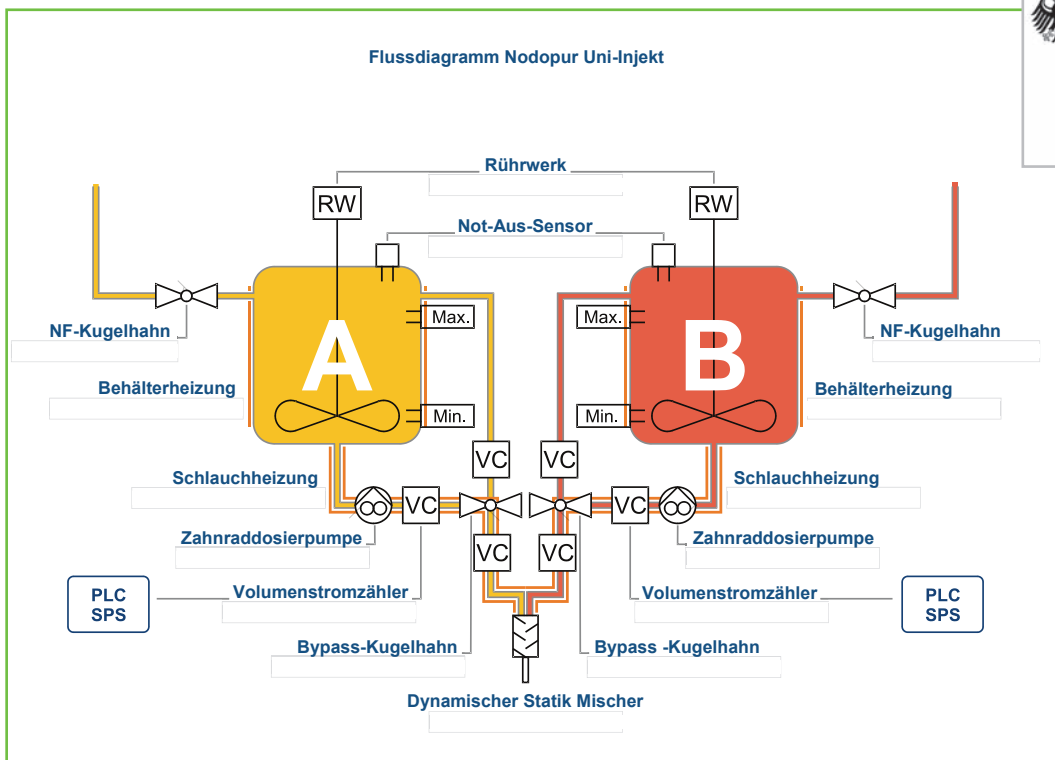 Flussdiagramm Nodopur Uni-Injekt
Rührwerk
RW
RW
Not-Aus-Sensor
Max.
Max.
A
B
NF-Kugelhahn
NF-Kugelhahn
Behälterheizung
Behälterheizung
Min.
Min.
VC
VC
Schlauchheizung
Schlauchheizung
VC
VC
Zahnraddosierpumpe
Zahnraddosierpumpe
VC
VC
PLC
SPS
Volumenstromzähler
Volumenstromzähler
PLC
SPS
Bypass-Kugelhahn
Bypass -Kugelhahn
Dynamischer Statik Mischer